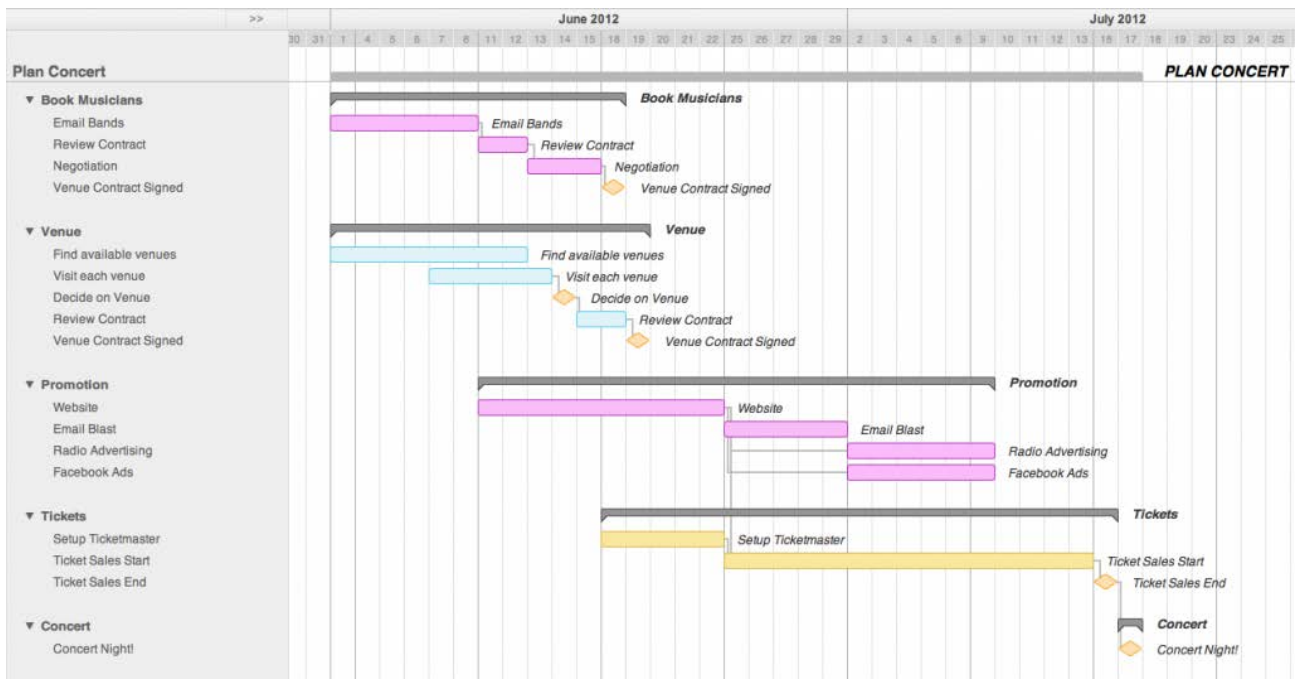 >> June 2012 July 2012
30 31 1 4 5 6 7 8 11 12 13 14 15 18 19 20 21 22 25 26 27 28 29 2 3 4 5 6 9 10 11 12 13 16 17 18 19 20 23 24 25
Plan Concert PLAN CONCERT
▼ Book Musicians Book Musicians
Email Bands Email Bands
Review Contract Review Contract
Negotiation Negotiation
Venue Contract Signed Venue Contract Signed
▼ Venue Venue
Find available venues Find available venues
Visit each venue Visit each venue
Decide on Venue Decide on Venue
Review Contract Review Contract
Venue Contract Signed Venue Contract Signed
▼ Promotion Promotion
Website Website
Email Blast Email Blast
Radio Advertising Radio Advertising
Facebook Ads Facebook Ads
▼ Tickets Tickets
Setup Ticketmaster Setup Ticketmaster
Ticket Sales Start Ticket Sales Start
Ticket Sales End Ticket Sales End
▼ Concert Concert
Concert Night! Concert Night!